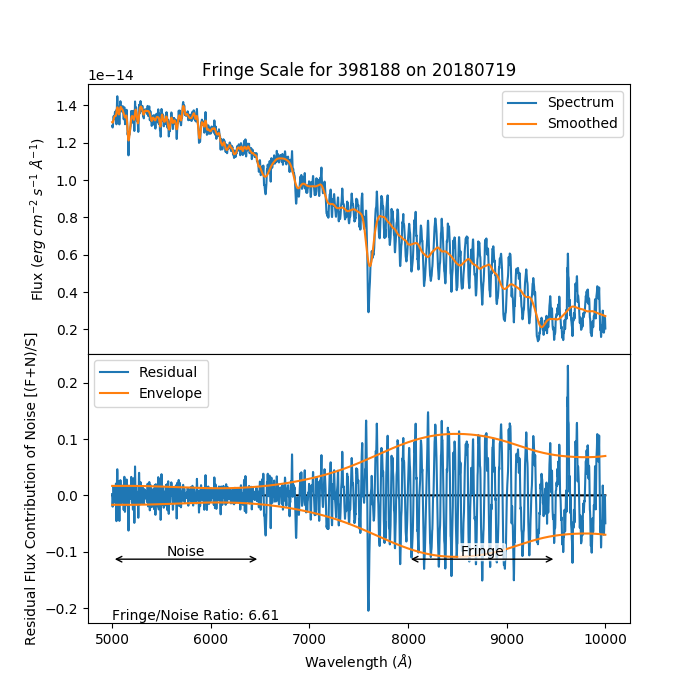 Fringe Scale for 398188 on 20180719
1e−14
Spectrum
Smoothed
1.4
1.2
1.0
0.8
0.6
0.4
0.2
Flux (erg cm⁻² s⁻¹ Å⁻¹)
Residual
Envelope
0.2
0.1
0.0
−0.1
−0.2
Residual Flux Contribution of Noise [(F+N)/S]
Noise
Fringe
Fringe/Noise Ratio: 6.61
5000 6000 7000 8000 9000 10000
Wavelength (Å)